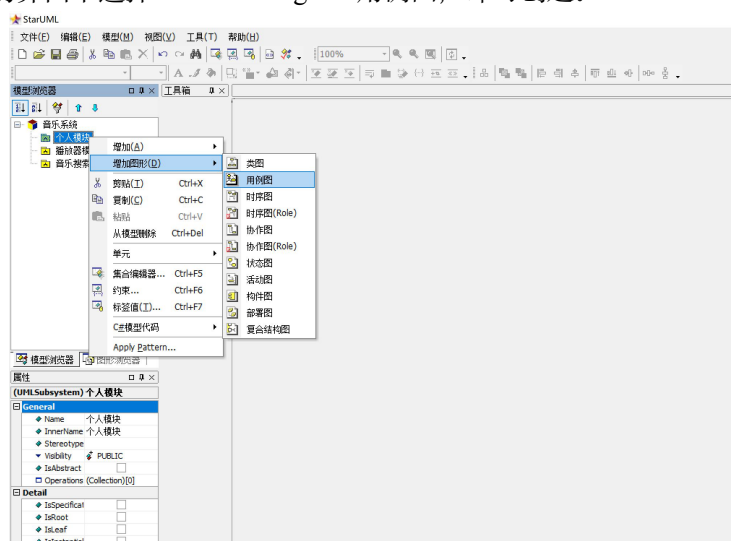 StarUML
文件(F) 编辑(E) 模型(M) 视图(V) 工具(T) 帮助(H)
100%
模型浏览器
工具箱
音乐系统
个人模块
播放器模
音乐搜索
增加(A)
增加图形(D)
剪贴(T) Ctrl+X
复制(C) Ctrl+C
粘贴 Ctrl+V
从模型删除 Ctrl+Del
单元
集合编辑器... Ctrl+F5
约束... Ctrl+F6
标签值(I)... Ctrl+F7
C#模型代码
Apply Pattern...
类图
用例图
时序图
时序图(Role)
协作图
协作图(Role)
状态图
活动图
构件图
部署图
复合结构图
模型浏览器 图形浏览器
属性
(UMLSubsystem) 个人模块
General
Name 个人模块
InnerName 个人模块
Stereotype
Visibility PUBLIC
IsAbstract
Operations (Collection)[0]
Detail
IsSpecificat
IsRoot
IsLeaf